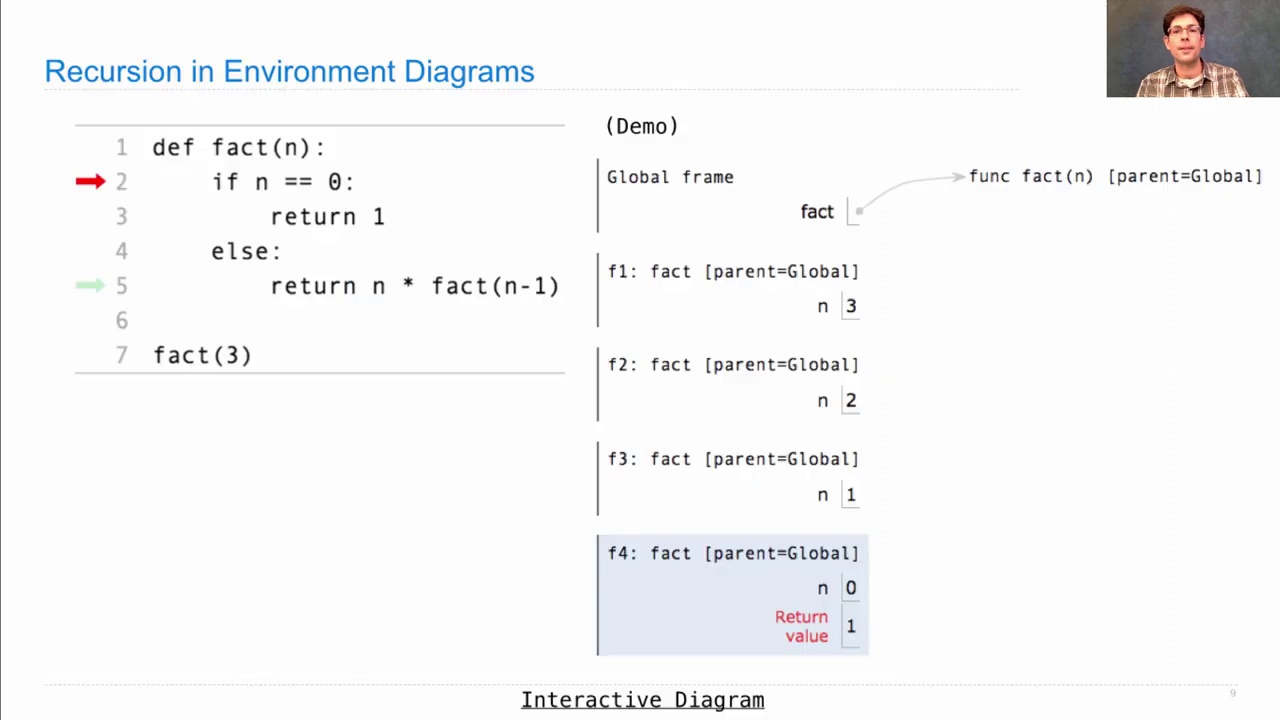 Recursion in Environment Diagrams
(Demo)
1 def fact(n):
2 if n == 0:
3 return 1
4 else:
5 return n * fact(n-1)
6
7 fact(3)
Global frame
fact
func fact(n) [parent=Global]
f1: fact [parent=Global]
n 3
f2: fact [parent=Global]
n 2
f3: fact [parent=Global]
n 1
f4: fact [parent=Global]
n 0
Return
value 1
Interactive Diagram
9